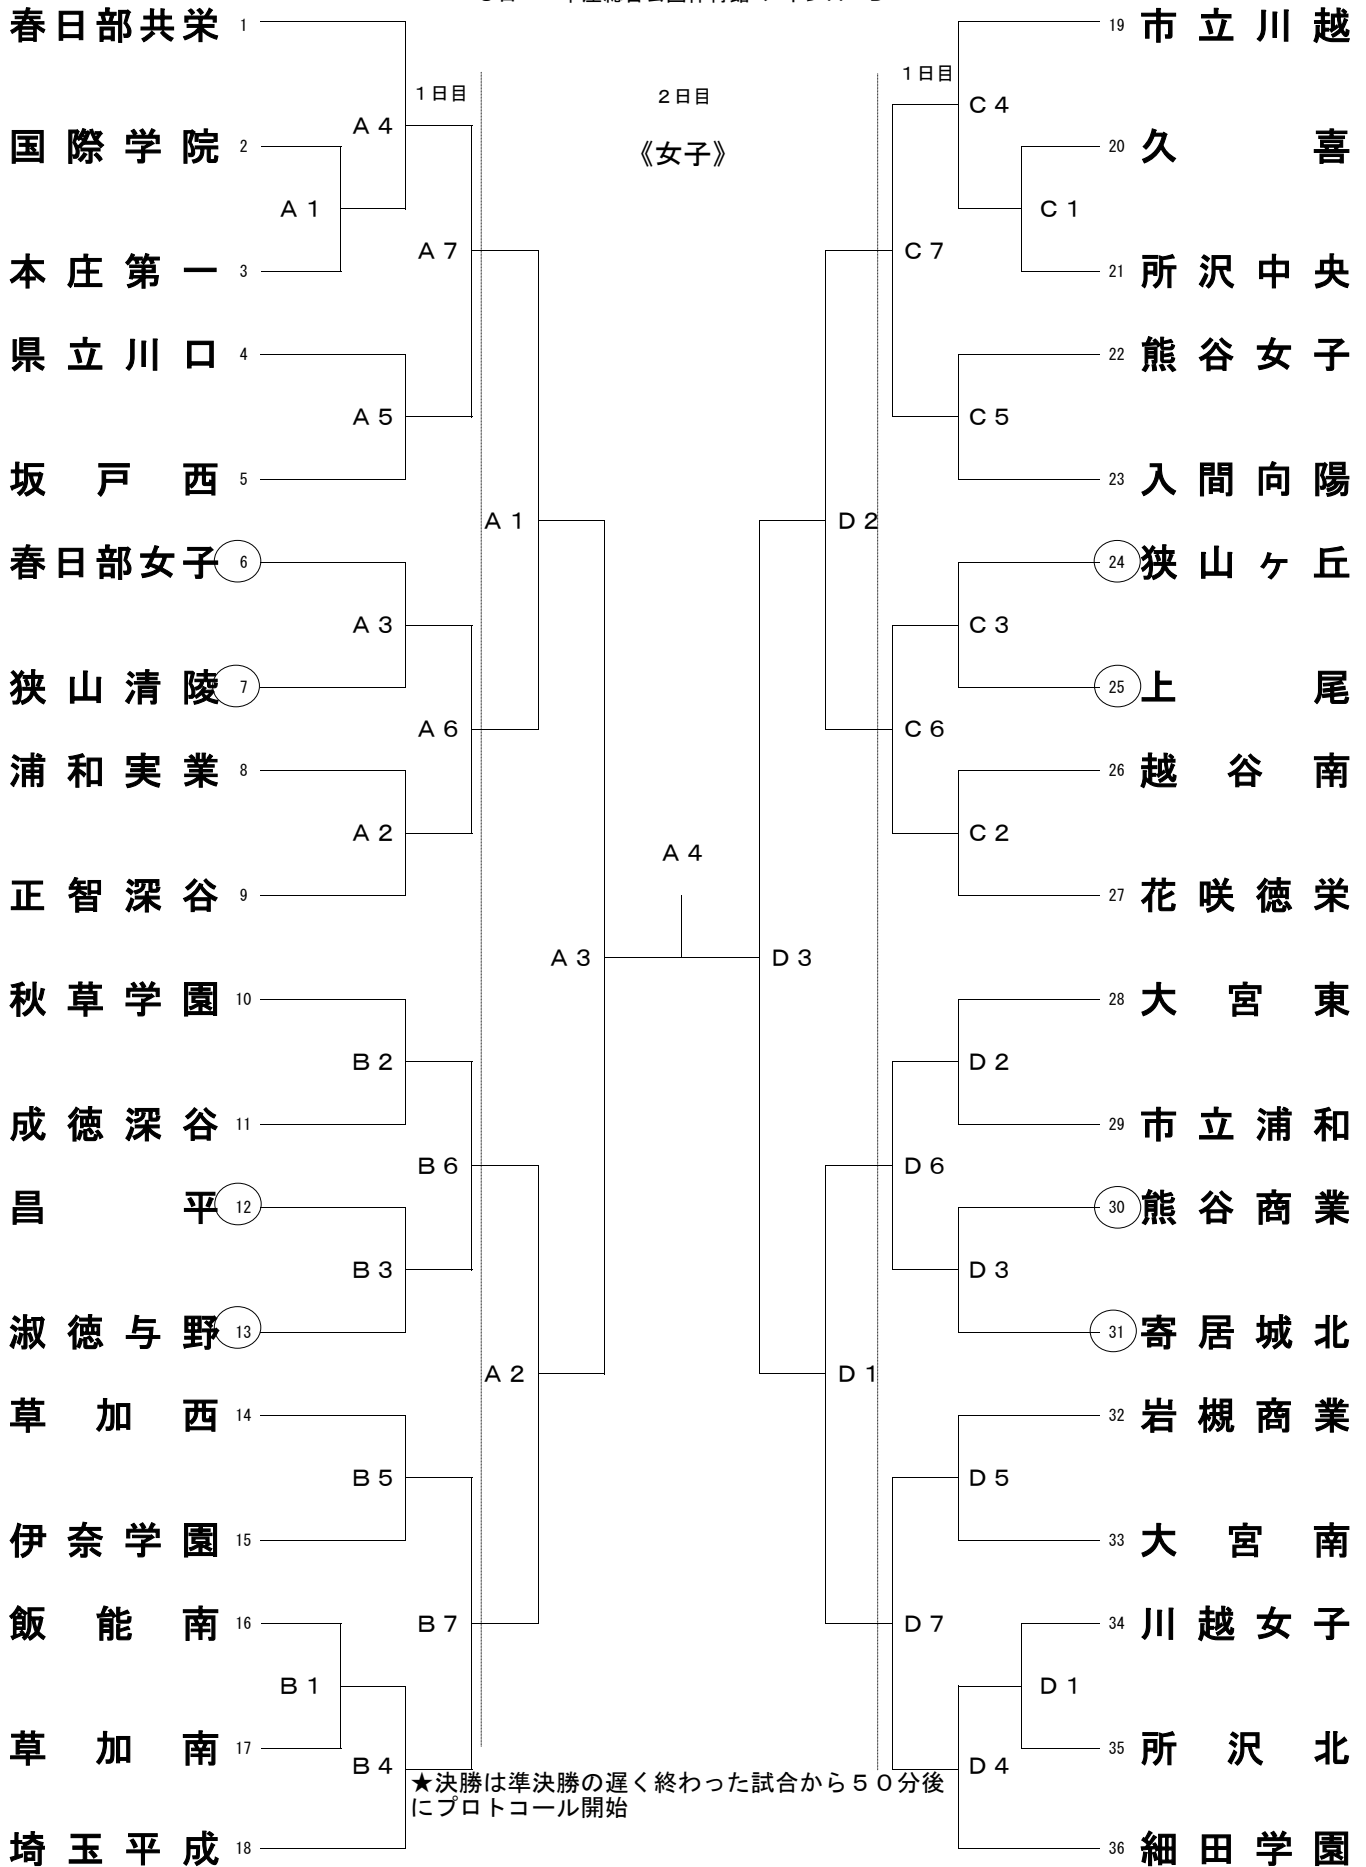 春日部共栄 1
国際学院 2
本庄第一 3
県立川口 4
坂戸西 5
春日部女子 6
狭山清陵 7
浦和実業 8
正智深谷 9
秋草学園 10
成徳深谷 11
昌平 12
淑徳与野 13
草加西 14
伊奈学園 15
飯能南 16
草加南 17
埼玉平成 18
A4
A1
A5
A3
A2
B2
B3
B5
B1
B4
1日目
A7
A6
B6
B7
A1
A2
A3
2日目
《女子》
A4
D3
D2
D1
1日目
C7
C6
D6
D7
C4
C1
C5
C3
C2
D2
D3
D5
D1
D4
19 市立川越
20 久喜
21 所沢中央
22 熊谷女子
23 入間向陽
24 狭山ヶ丘
25 上尾
26 越谷南
27 花咲徳栄
28 大宮東
29 市立浦和
30 熊谷商業
31 寄居城北
32 岩槻商業
33 大宮南
34 川越女子
35 所沢北
36 細田学園
★決勝は準決勝の遅く終わった試合から50分後
にプロトコール開始